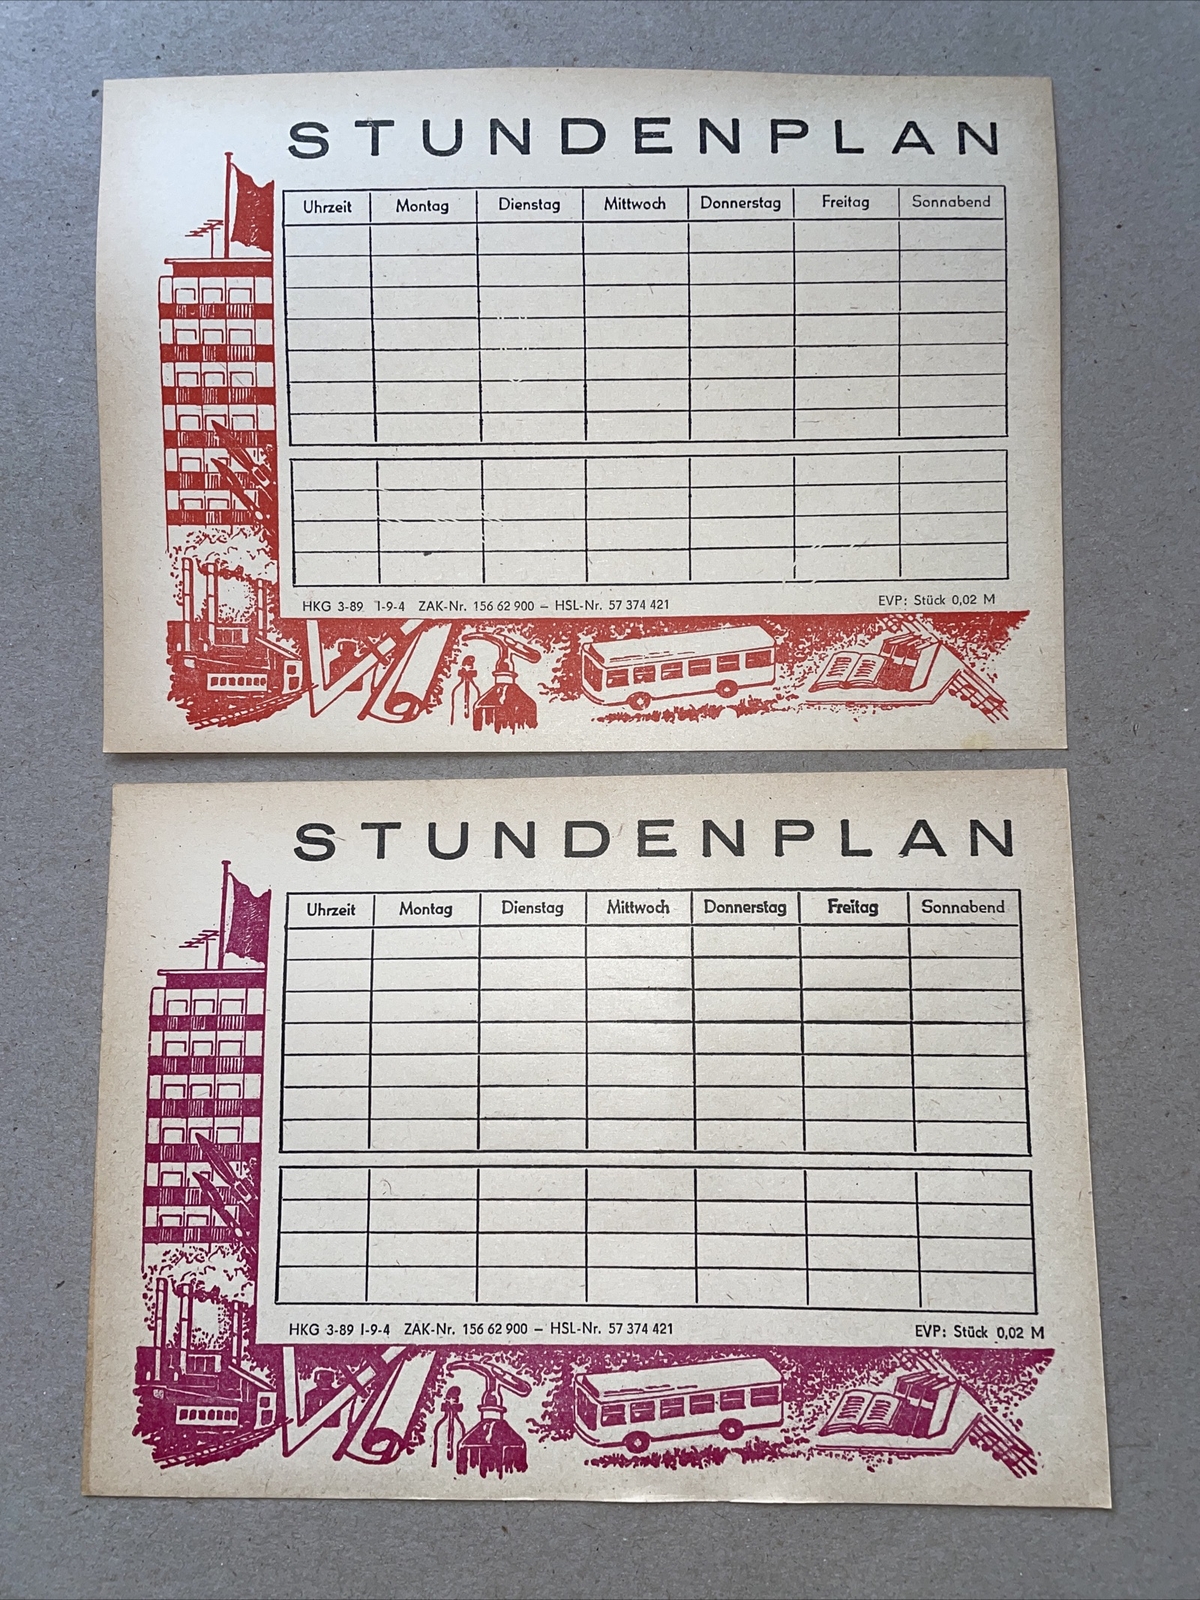 STUNDENPLAN
Uhrzeit Montag Dienstag Mittwoch Donnerstag Freitag Sonnabend
HKG 3-89 I-9-4 ZAK-Nr. 156 62 900 – HSL-Nr. 57 374 421 EVP: Stück 0,02 M
STUNDENPLAN
Uhrzeit Montag Dienstag Mittwoch Donnerstag Freitag Sonnabend
HKG 3-89 I-9-4 ZAK-Nr. 156 62 900 – HSL-Nr. 57 374 421 EVP: Stück 0,02 M